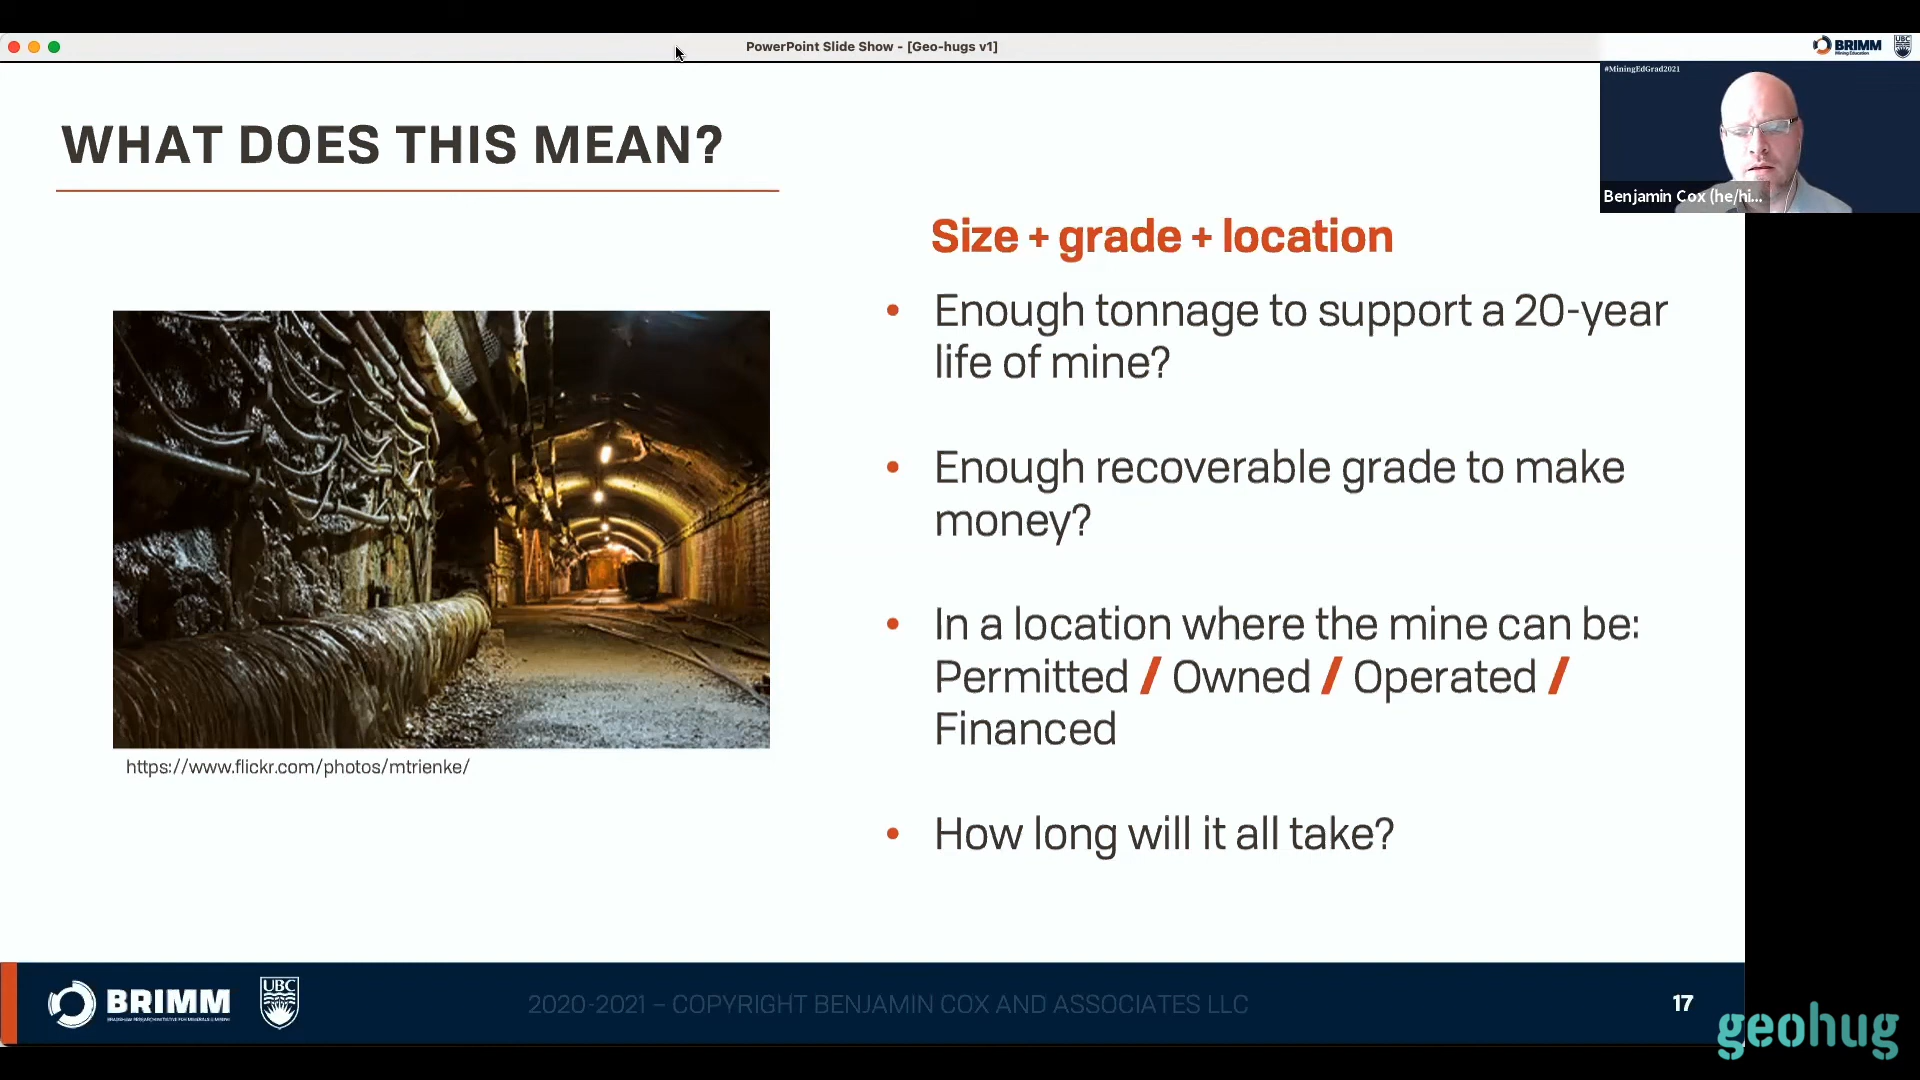 PowerPoint Slide Show - [Geo-hugs v1]
BRIMM
Mining Education
UBC
#MiningEdGrad2021
Benjamin Cox (he/hi...
WHAT DOES THIS MEAN?
Size + grade + location
• Enough tonnage to support a 20-year
life of mine?
• Enough recoverable grade to make
money?
• In a location where the mine can be:
Permitted / Owned / Operated /
Financed
• How long will it all take?
https://www.flickr.com/photos/mtrienke/
BRIMM
UBC
2020-2021 – COPYRIGHT BENJAMIN COX AND ASSOCIATES LLC
17
geohug